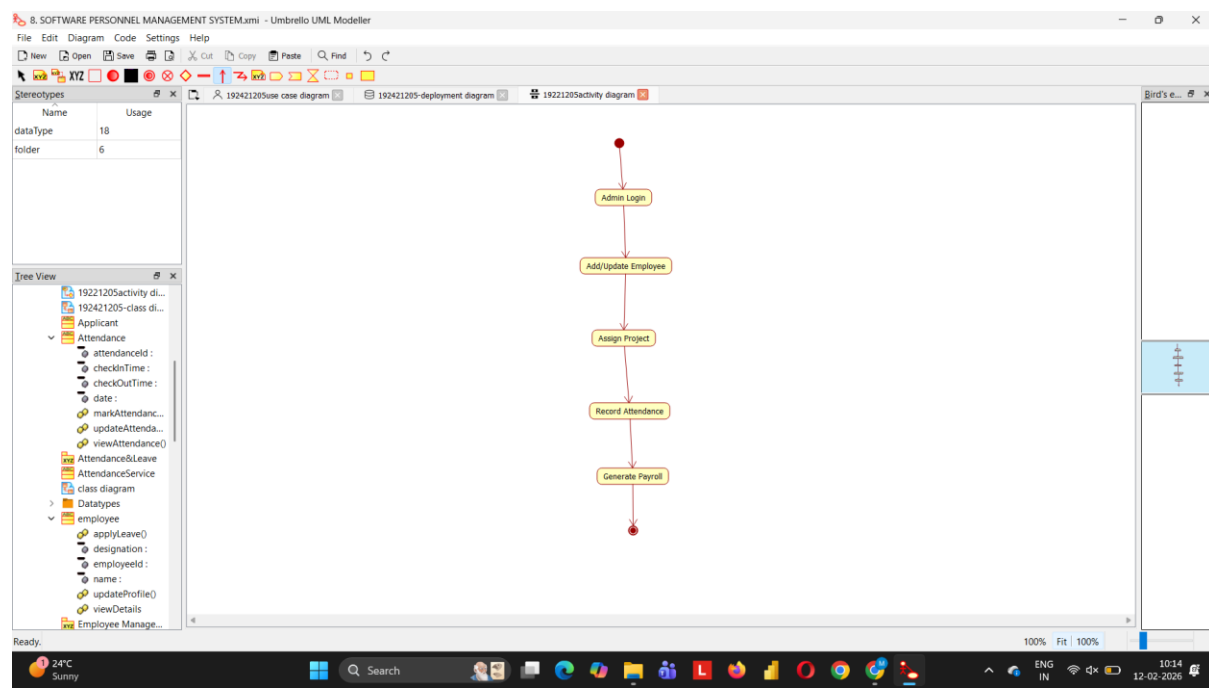 8. SOFTWARE PERSONNEL MANAGEMENT SYSTEM.xmi - Umbrello UML Modeller
File Edit Diagram Code Settings Help
New Open Save Cut Copy Paste Find
XYZ
Stereotypes
192421205use case diagram 192421205-deployment diagram 19221205activity diagram
Bird's e...
Name Usage
dataType 18
folder 6
Admin Login
Add/Update Employee
Assign Project
Record Attendance
Generate Payroll
Tree View
19221205activity di...
192421205-class di...
Applicant
Attendance
attendanceId :
checkInTime :
checkOutTime :
date :
markAttendanc...
updateAttenda...
viewAttendance()
Attendance&Leave
AttendanceService
class diagram
Datatypes
employee
applyLeave()
designation :
employeeId :
name :
updateProfile()
viewDetails
Employee Manage...
Ready.
100% Fit 100%
1
24°C
Sunny
Search
L
ENG
IN
10:14
12-02-2026